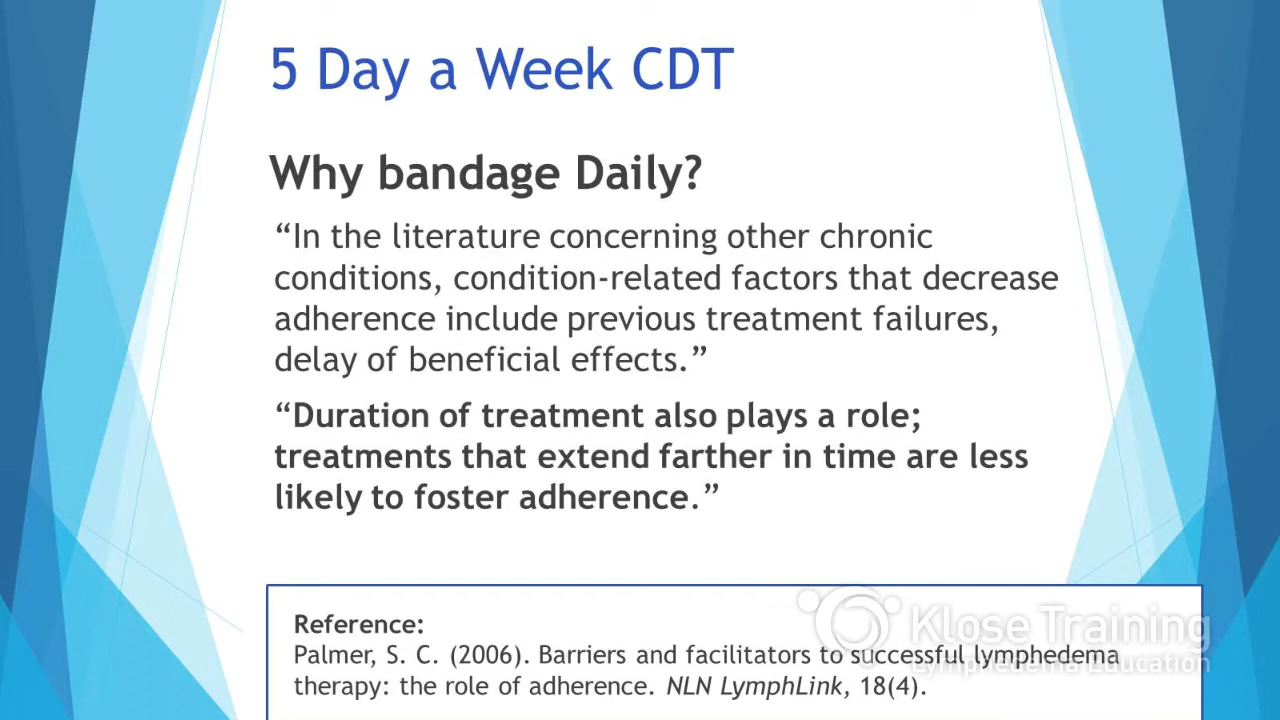 5 Day a Week CDT
Why bandage Daily?
“In the literature concerning other chronic
conditions, condition-related factors that decrease
adherence include previous treatment failures,
delay of beneficial effects.”
“Duration of treatment also plays a role;
treatments that extend farther in time are less
likely to foster adherence.”
Reference:
Palmer, S. C. (2006). Barriers and facilitators to successful lymphedema
therapy: the role of adherence. NLN LymphLink, 18(4).
Klose Training
Lymphedema Education